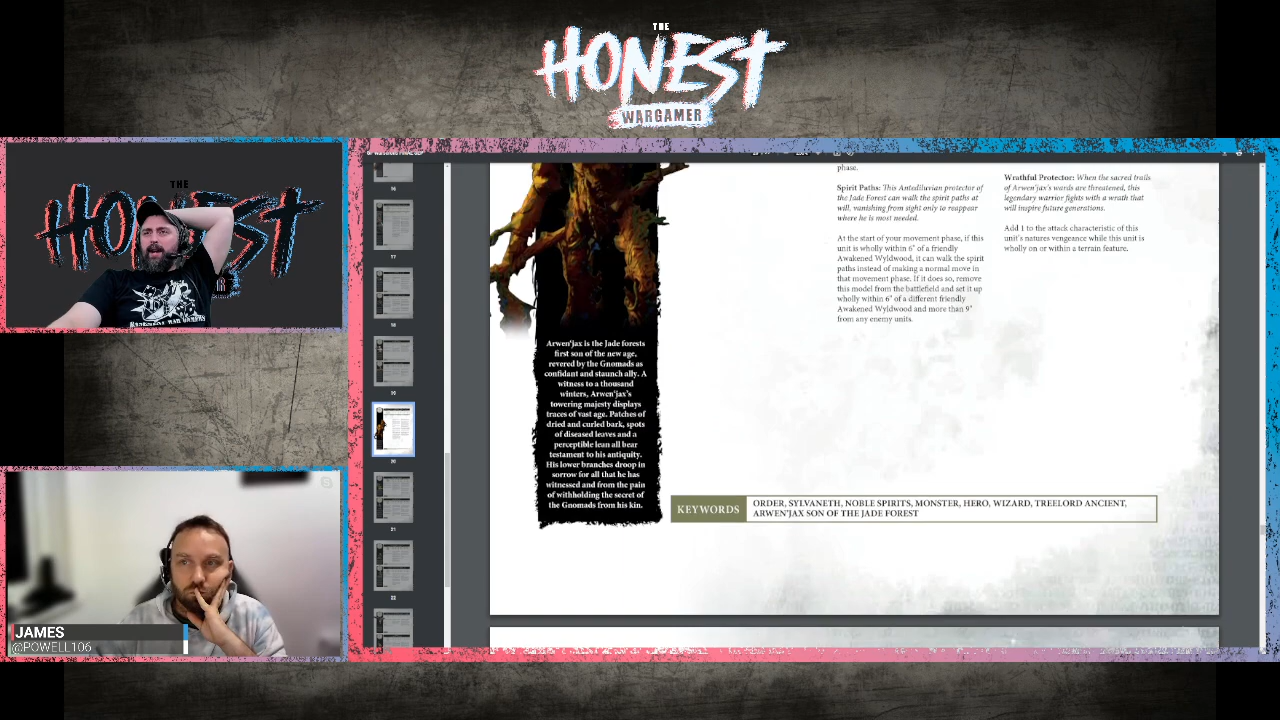 THE
HONEST
WARGAMER
THE
HONEST
JAMES
@POWELL106
16
17
18
19
20
21
22
phase.
Spirit Paths: This Antediluvian protector of
the Jade Forest can walk the spirit paths at
will, vanishing from sight only to reappear
where he is most needed.
At the start of your movement phase, if this
unit is wholly within 6" of a friendly
Awakened Wyldwood, it can walk the spirit
paths instead of making a normal move in
that movement phase. If it does so, remove
this model from the battlefield and set it up
wholly within 6" of a different friendly
Awakened Wyldwood and more than 9"
from any enemy units.
Wrathful Protector: When the sacred trails
of Arwen'jax's wards are threatened, this
legendary warrior fights with a wrath that
will inspire future generations.
Add 1 to the attack characteristic of this
unit's natures vengeance while this unit is
wholly on or within a terrain feature.
Arwen'jax is the Jade forests
first son of the new age,
revered by the Gnomads as
confidant and staunch ally. A
witness to a thousand
winters, Arwen'jax's
towering majesty displays
traces of vast age. Patches of
dried and curled bark, spots
of diseased leaves and a
perceptible lean all bear
testament to his antiquity.
His lower branches droop in
sorrow for all that he has
witnessed and from the pain
of withholding the secret of
the Gnomads from his kin.
KEYWORDS
ORDER, SYLVANETH, NOBLE SPIRITS, MONSTER, HERO, WIZARD, TREELORD ANCIENT,
ARWEN'JAX SON OF THE JADE FOREST